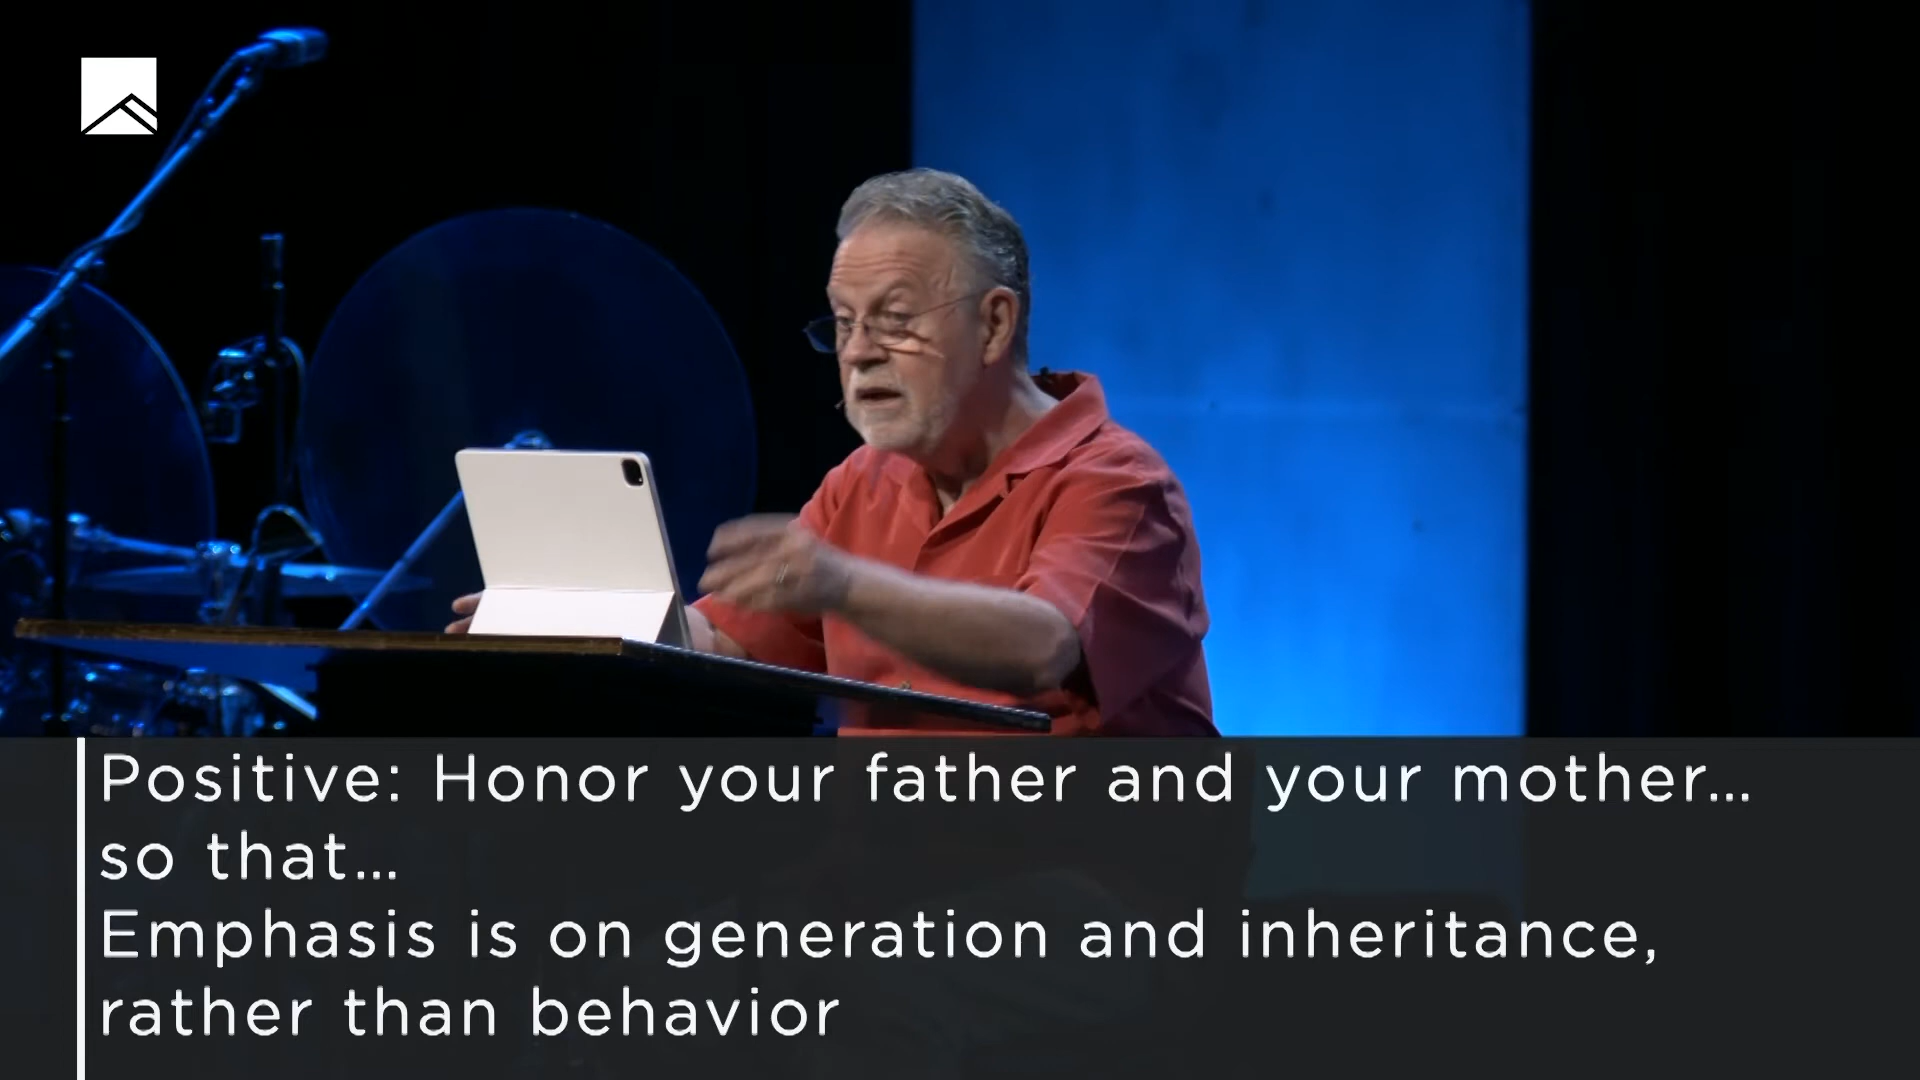 Positive: Honor your father and your mother...
so that...
Emphasis is on generation and inheritance,
rather than behavior